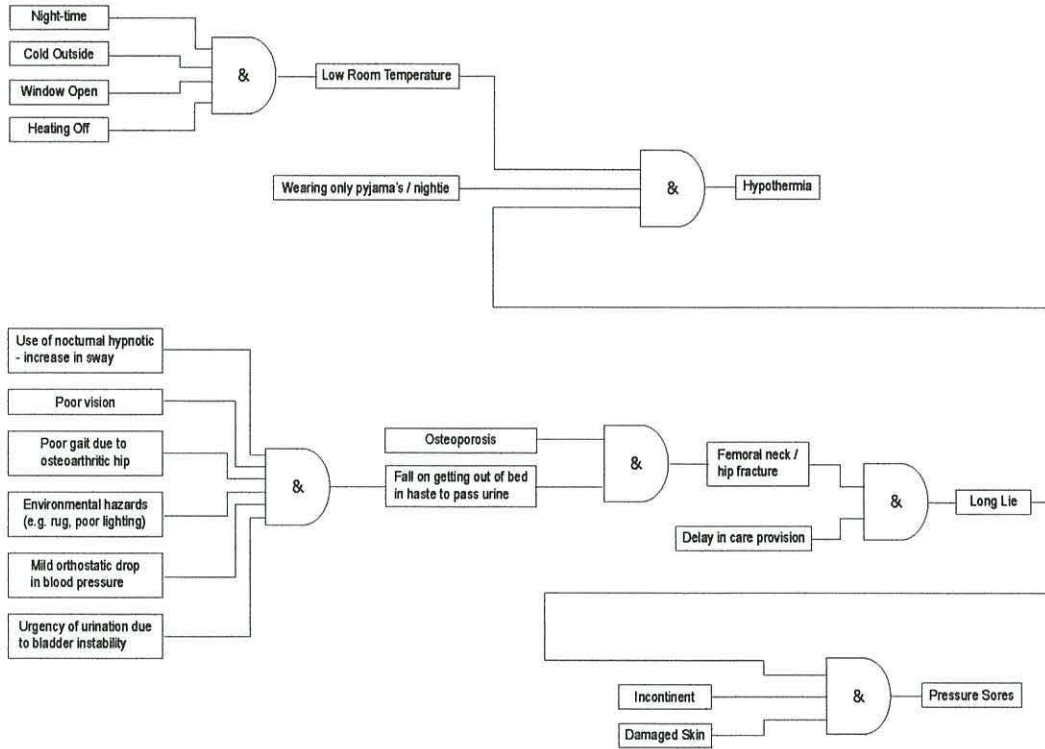 Night-time
Cold Outside
Window Open
Heating Off
&
Low Room Temperature
Wearing only pyjama's / nightie
&
Hypothermia
Use of nocturnal hypnotic
- increase in sway
Poor vision
Poor gait due to
osteoarthritic hip
Environmental hazards
(e.g. rug, poor lighting)
Mild orthostatic drop
in blood pressure
Urgency of urination due
to bladder instability
&
Osteoporosis
Fall on getting out of bed
in haste to pass urine
&
Femoral neck /
hip fracture
Delay in care provision
&
Long Lie
Incontinent
Damaged Skin
&
Pressure Sores